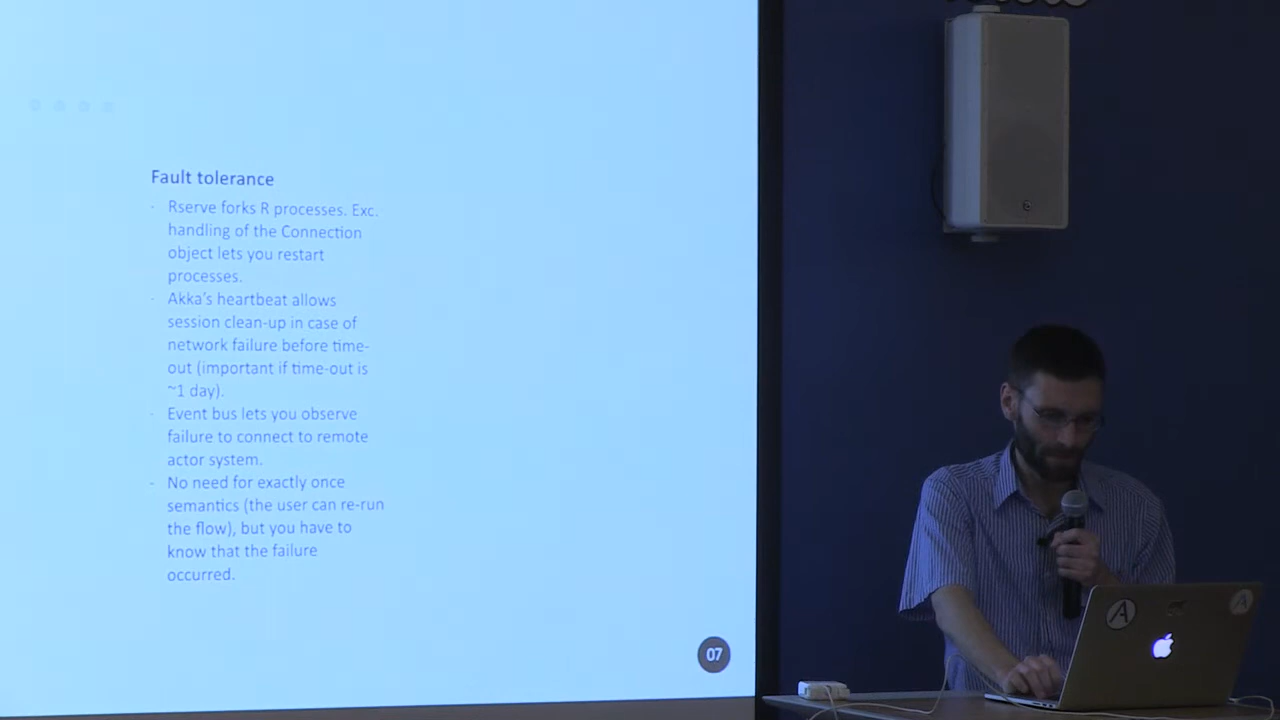 Fault tolerance
- Rserve forks R processes. Exc.
handling of the Connection
object lets you restart
processes.
- Akka's heartbeat allows
session clean-up in case of
network failure before time-
out (important if time-out is
~1 day).
- Event bus lets you observe
failure to connect to remote
actor system.
- No need for exactly once
semantics (the user can re-run
the flow), but you have to
know that the failure
occurred.
07
A
A